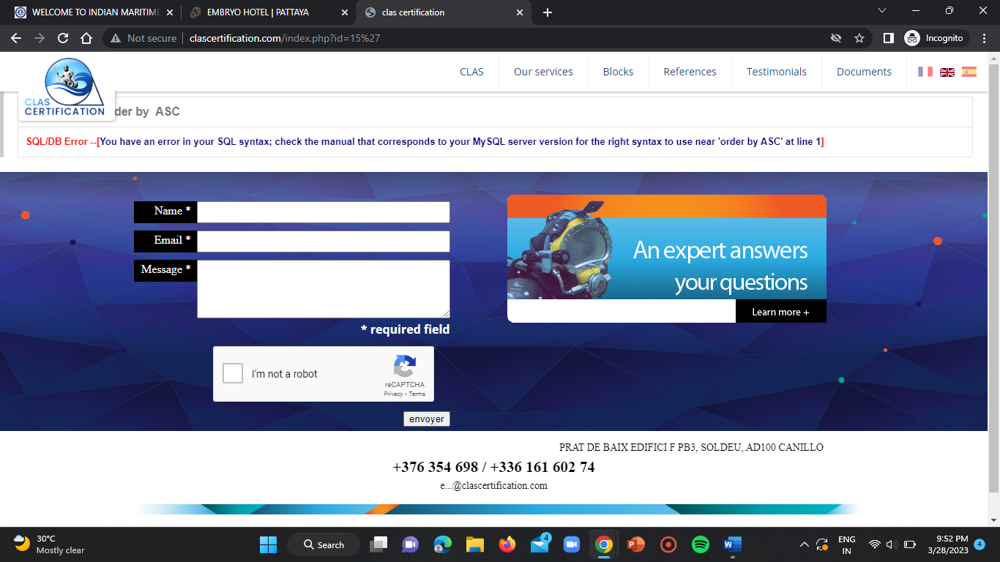 WELCOME TO INDIAN MARITIME
EMBRYO HOTEL | PATTAYA
clas certification
Not secure
clascertification.com/index.php?id=15%27
Incognito
CLAS
CERTIFICATION
CLAS
Our services
Blocks
References
Testimonials
Documents
der by ASC
SQL/DB Error --[You have an error in your SQL syntax; check the manual that corresponds to your MySQL server version for the right syntax to use near 'order by ASC' at line 1]
Name *
Email *
Message *
* required field
I'm not a robot
reCAPTCHA
Privacy - Terms
envoyer
An expert answers
your questions
Learn more +
PRAT DE BAIX EDIFICI F PB3, SOLDEU, AD100 CANILLO
+376 354 698 / +336 161 602 74
e...@clascertification.com
30°C
Mostly clear
Search
4
ENG
IN
9:52 PM
3/28/2023
4